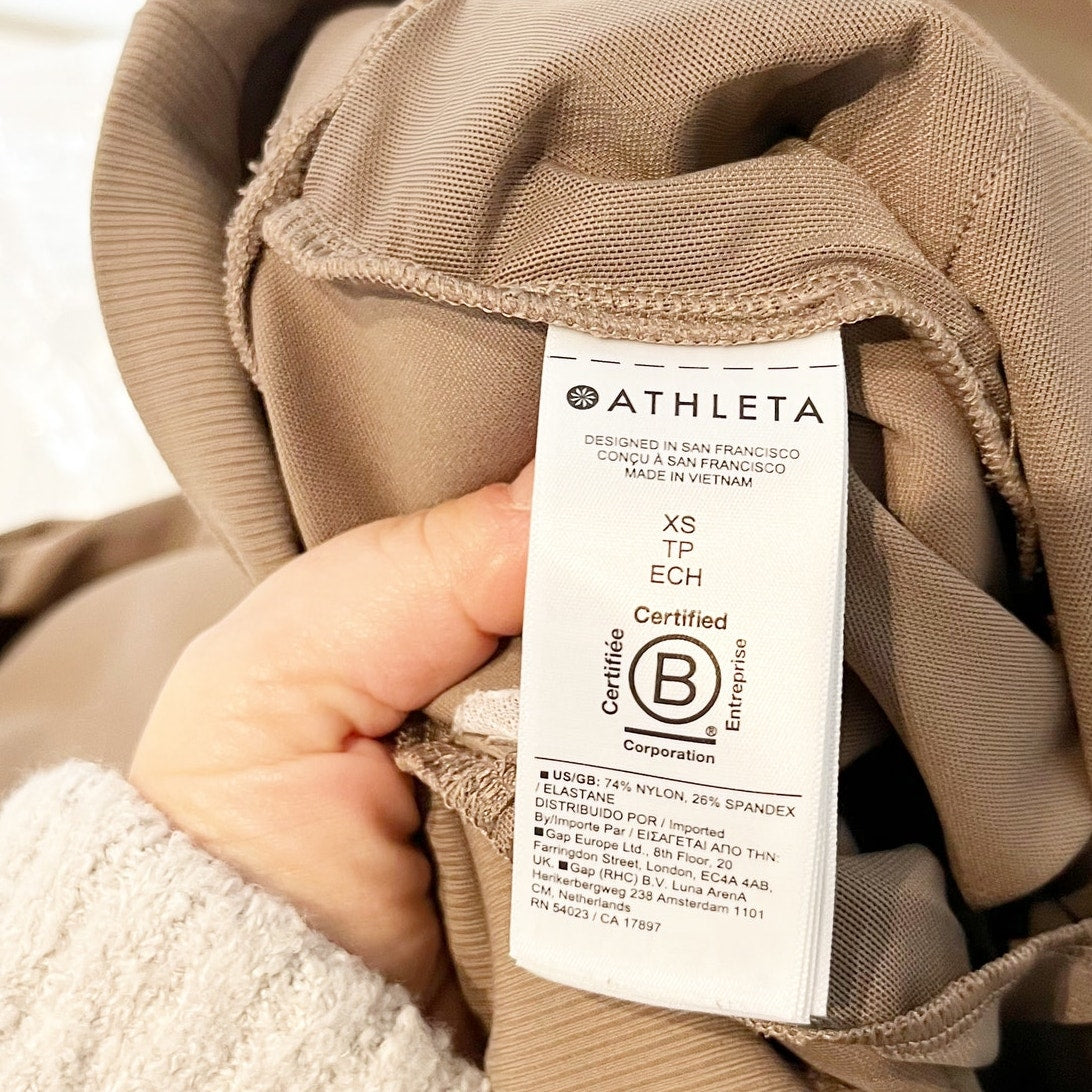 ATHLETA
DESIGNED IN SAN FRANCISCO
CONÇU À SAN FRANCISCO
MADE IN VIETNAM
XS
TP
ECH
Certified
Certifiée
B
Entreprise
®
Corporation
US/GB: 74% NYLON, 26% SPANDEX
/ ELASTANE
DISTRIBUIDO POR / Imported
By/Importe Par / ΕΙΣΑΓΕΤΑΙ ΑΠΟ ΤΗΝ:
Gap Europe Ltd., 8th Floor, 20
Farringdon Street, London, EC4A 4AB,
UK. Gap (RHC) B.V. Luna ArenA
Herikerbergweg 238 Amsterdam 1101
CM, Netherlands
RN 54023 / CA 17897